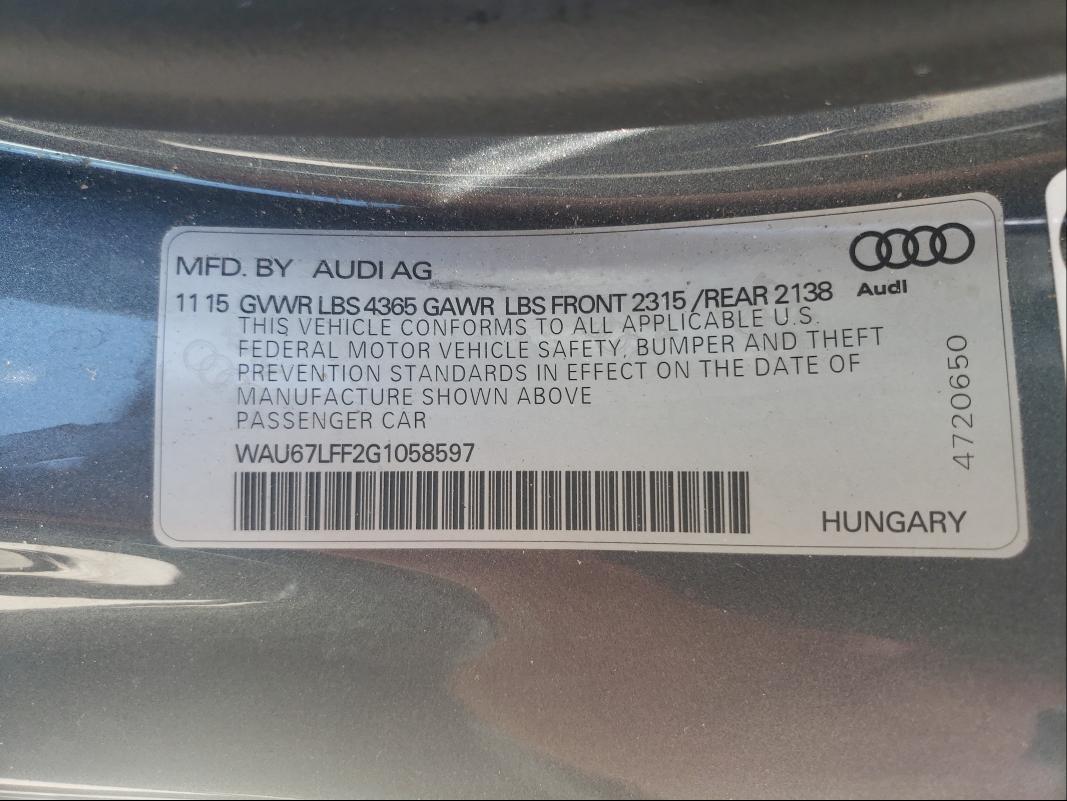 MFD. BY AUDI AG
11 15 GVWR LBS 4365 GAWR LBS FRONT 2315 /REAR 2138
Audi
THIS VEHICLE CONFORMS TO ALL APPLICABLE U.S.
FEDERAL MOTOR VEHICLE SAFETY, BUMPER AND THEFT
PREVENTION STANDARDS IN EFFECT ON THE DATE OF
MANUFACTURE SHOWN ABOVE
PASSENGER CAR
WAU67LFF2G1058597
HUNGARY
4720650